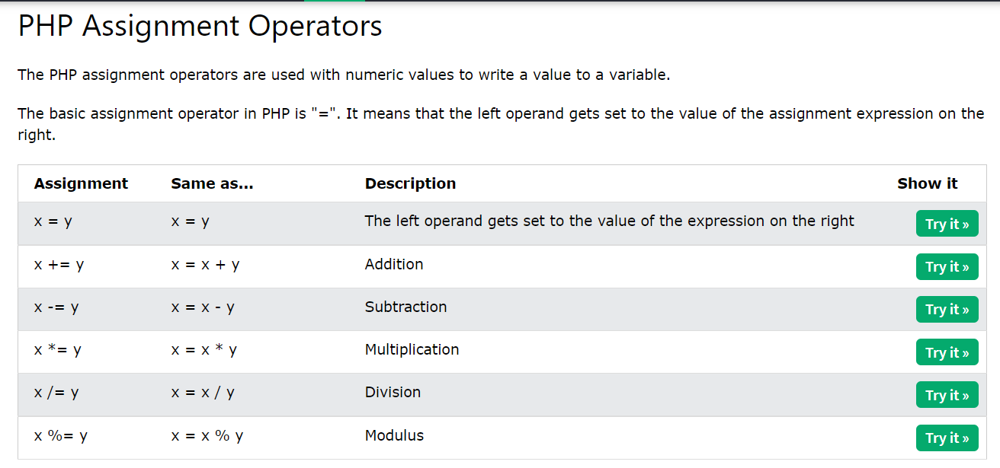 PHP Assignment Operators
The PHP assignment operators are used with numeric values to write a value to a variable.
The basic assignment operator in PHP is "=". It means that the left operand gets set to the value of the assignment expression on the
right.
Assignment Same as... Description Show it
x = y x = y The left operand gets set to the value of the expression on the right Try it »
x += y x = x + y Addition Try it »
x -= y x = x - y Subtraction Try it »
x *= y x = x * y Multiplication Try it »
x /= y x = x / y Division Try it »
x %= y x = x % y Modulus Try it »